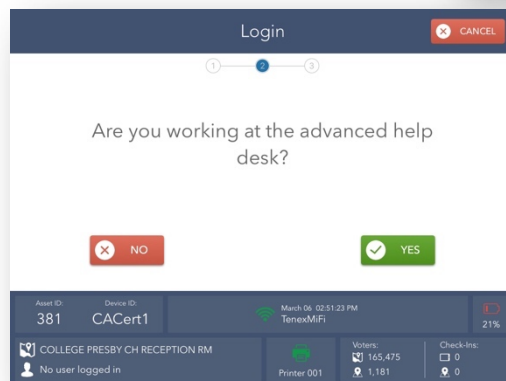 Login
CANCEL
1 2 3
Are you working at the advanced help
desk?
NO
YES
Asset ID:
381
Device ID:
CACert1
March 06 02:51:23 PM
TenexMiFi
21%
COLLEGE PRESBY CH RECEPTION RM
No user logged in
Printer 001
Voters:
165,475
1,181
Check-Ins:
0
0